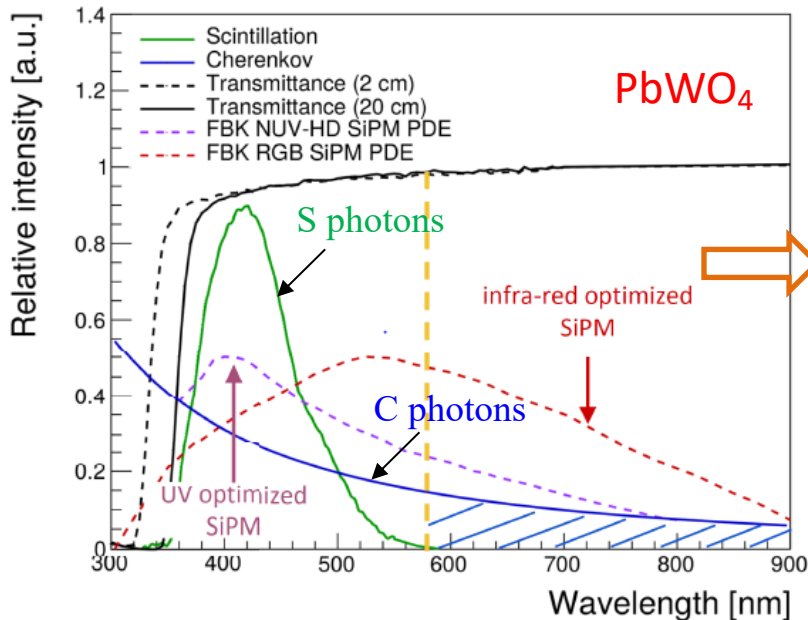 Relative intensity [a.u.]
1.4
1.2
1
0.8
0.6
0.4
0.2
0
Scintillation
Cherenkov
Transmittance (2 cm)
Transmittance (20 cm)
FBK NUV-HD SiPM PDE
FBK RGB SiPM PDE
PbWO4
S photons
infra-red optimized
SiPM
C photons
UV optimized
SiPM
300 400 500 600 700 800 900
Wavelength [nm]